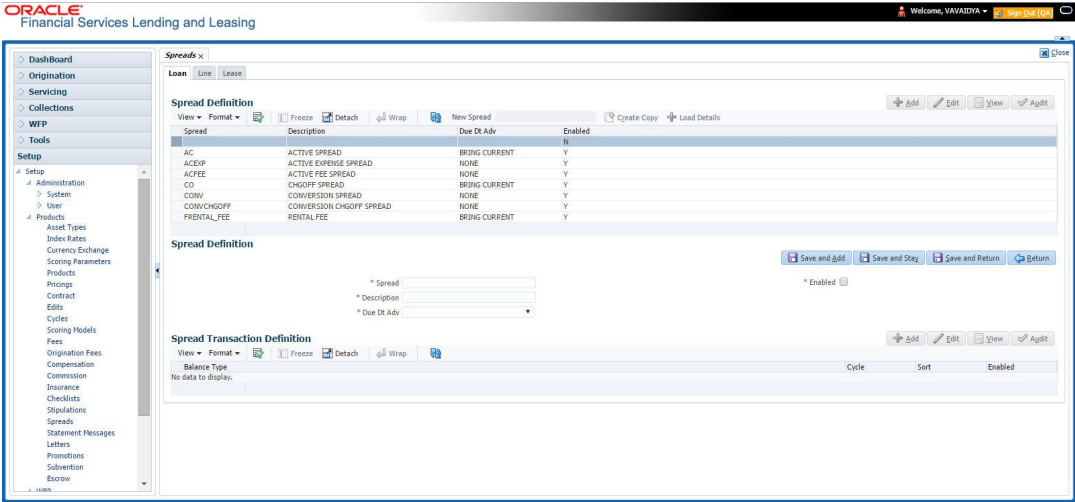 ORACLE'
Financial Services Lending and Leasing
Welcome, VAVAIDYA
Sign Out [QA]
DashBoard
Origination
Servicing
Collections
WFP
Tools
Setup
Setup
Administration
System
User
Products
Asset Types
Index Rates
Currency Exchange
Scoring Parameters
Products
Pricings
Contract
Edits
Cycles
Scoring Models
Fees
Origination Fees
Compensation
Commission
Insurance
Checklists
Stipulations
Spreads
Statement Messages
Letters
Promotions
Subvention
Escrow
WFP
Spreads x
Close
Loan Line Lease
Spread Definition
Add Edit View Audit
View Format Freeze Detach Wrap New Spread Create Copy Load Details
Spread Description Due Dt Adv Enabled
N
AC ACTIVE SPREAD BRING CURRENT Y
ACEXP ACTIVE EXPENSE SPREAD NONE Y
ACFEE ACTIVE FEE SPREAD NONE Y
CO CHGOFF SPREAD BRING CURRENT Y
CONV CONVERSION SPREAD NONE Y
CONVCHGOFF CONVERSION CHGOFF SPREAD NONE Y
FRENTAL_FEE RENTAL FEE BRING CURRENT Y
Spread Definition
Save and Add Save and Stay Save and Return Return
* Spread
* Enabled
* Description
* Due Dt Adv
Spread Transaction Definition
Add Edit View Audit
View Format Freeze Detach Wrap
Balance Type Cycle Sort Enabled
No data to display.